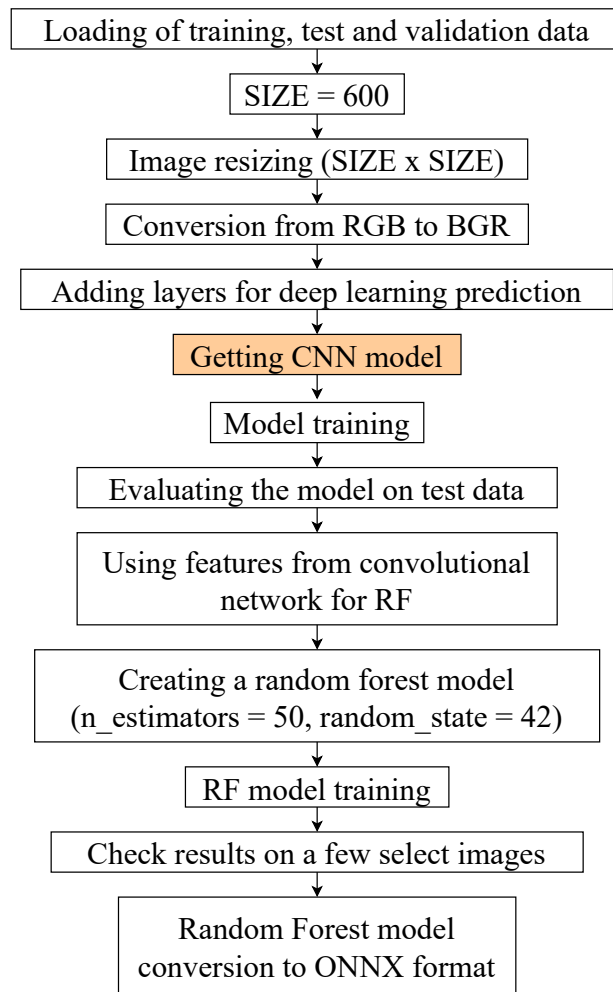 Loading of training, test and validation data
SIZE = 600
Image resizing (SIZE x SIZE)
Conversion from RGB to BGR
Adding layers for deep learning prediction
Getting CNN model
Model training
Evaluating the model on test data
Using features from convolutional
network for RF
Creating a random forest model
(n_estimators = 50, random_state = 42)
RF model training
Check results on a few select images
Random Forest model
conversion to ONNX format